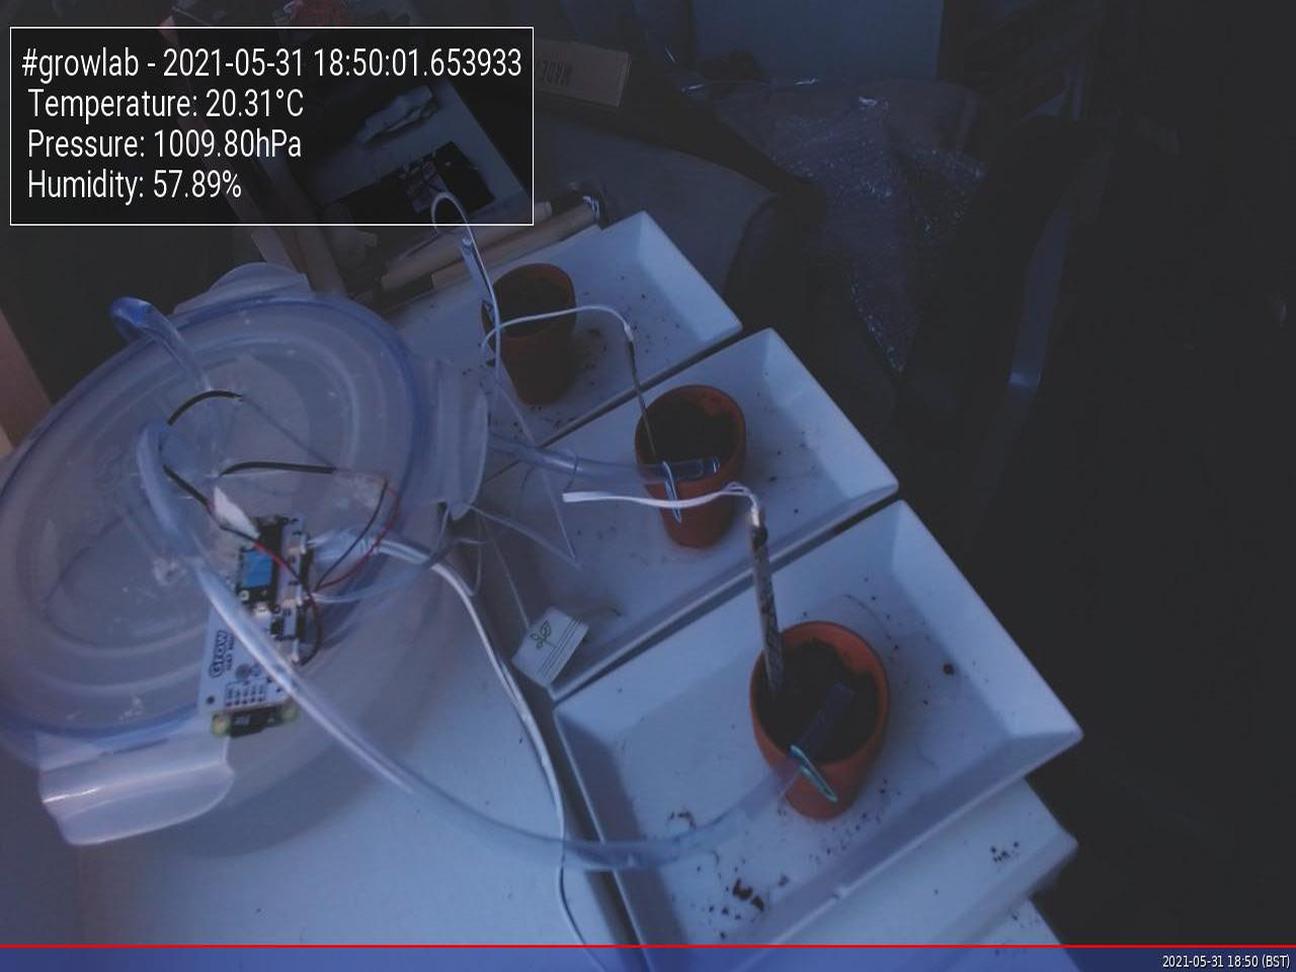 #growlab - 2021-05-31 18:50:01.653933
Temperature: 20.31°C
Pressure: 1009.80hPa
Humidity: 57.89%
Grow
2021-05-31 18:50 (BST)